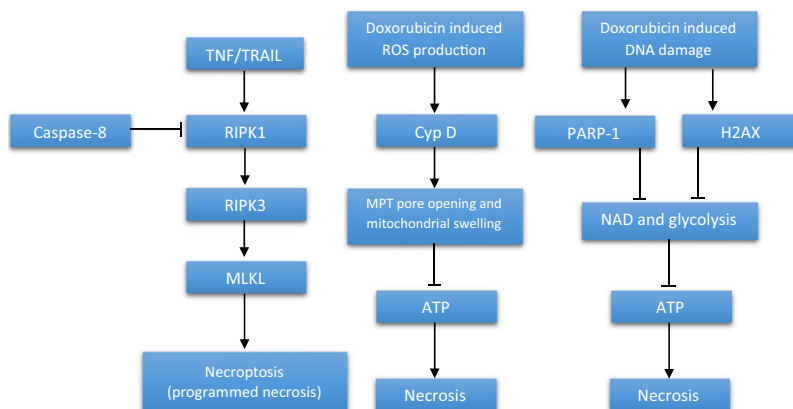 TNF/TRAIL
Caspase-8
RIPK1
RIPK3
MLKL
Necroptosis
(programmed necrosis)
Doxorubicin induced
ROS production
Cyp D
MPT pore opening and
mitochondrial swelling
ATP
Necrosis
Doxorubicin induced
DNA damage
PARP-1
H2AX
NAD and glycolysis
ATP
Necrosis